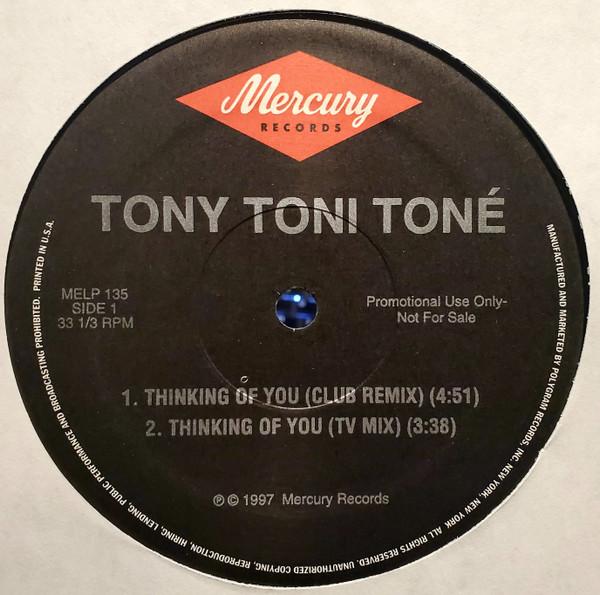 Mercury
RECORDS
TONY TONI TONÉ
MELP 135
SIDE 1
33 1/3 RPM
Promotional Use Only-
Not For Sale
1. THINKING OF YOU (CLUB REMIX) (4:51)
2. THINKING OF YOU (TV MIX) (3:38)
℗ © 1997 Mercury Records
MANUFACTURED AND MARKETED BY POLYGRAM RECORDS, INC. NEW YORK, NEW YORK. ALL RIGHTS RESERVED. UNAUTHORIZED COPYING, REPRODUCTION, HIRING, LENDING, PUBLIC PERFORMANCE AND BROADCASTING PROHIBITED. PRINTED IN U.S.A.